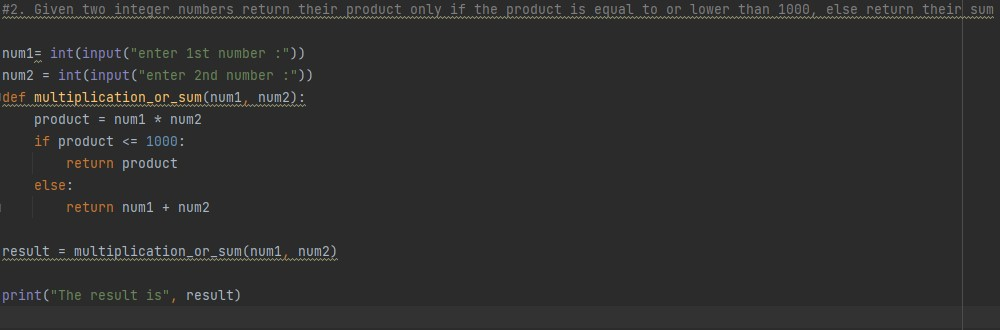 #2. Given two integer numbers return their product only if the product is equal to or lower than 1000, else return their sum
num1= int(input("enter 1st number :"))
num2 = int(input("enter 2nd number :"))
def multiplication_or_sum(num1, num2):
    product = num1 * num2
    if product <= 1000:
        return product
    else:
        return num1 + num2
result = multiplication_or_sum(num1, num2)
print("The result is", result)